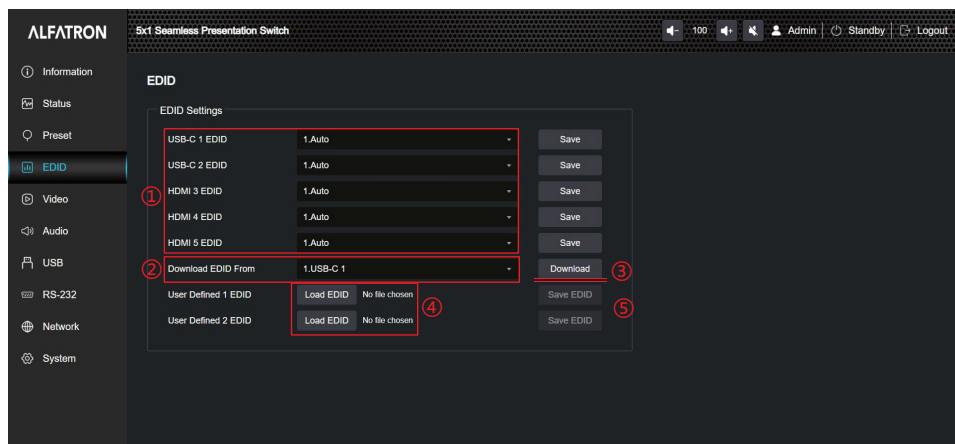 ALFATRON 5x1 Seamless Presentation Switch 100 Admin Standby Logout
Information
Status
Preset
EDID
Video
Audio
USB
RS-232
Network
System
EDID
EDID Settings
USB-C 1 EDID 1.Auto Save
USB-C 2 EDID 1.Auto Save
① HDMI 3 EDID 1.Auto Save
HDMI 4 EDID 1.Auto Save
HDMI 5 EDID 1.Auto Save
② Download EDID From 1.USB-C 1 Download ③
User Defined 1 EDID Load EDID No file chosen Save EDID
④ ⑤
User Defined 2 EDID Load EDID No file chosen Save EDID